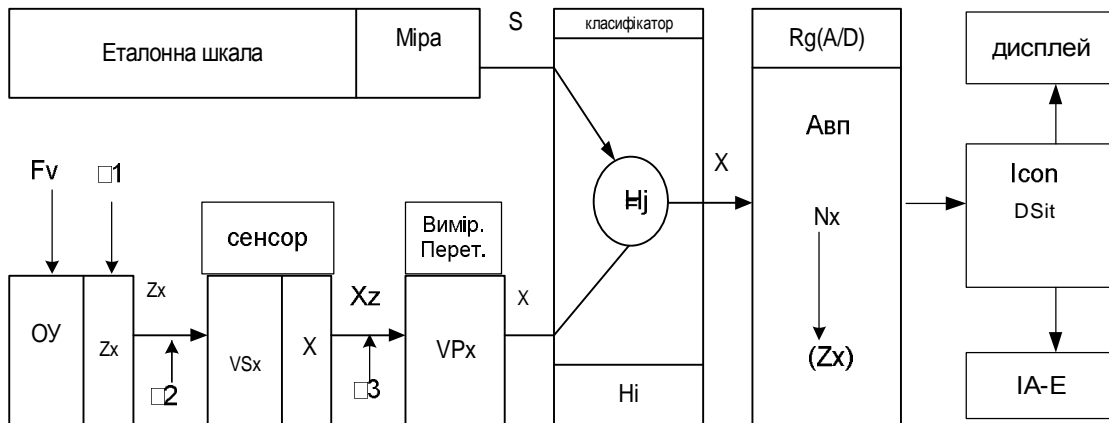 Еталонна шкала
Міра
S
класифікатор
Rg(A/D)
дисплей
Авп
Fv
□1
X
Hj
Icon
DSit
Nx
сенсор
Вимір.
Перет.
Zx
Xz
X
ОУ
Zx
VSx
X
VPx
(Zx)
□2
□3
Hi
ІА-Е